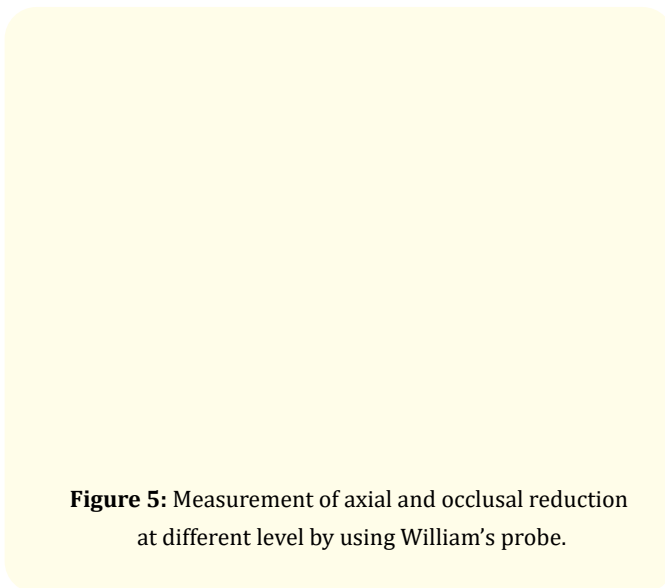 Figure 5: Measurement of axial and occlusal reduction
at different level by using William’s probe.